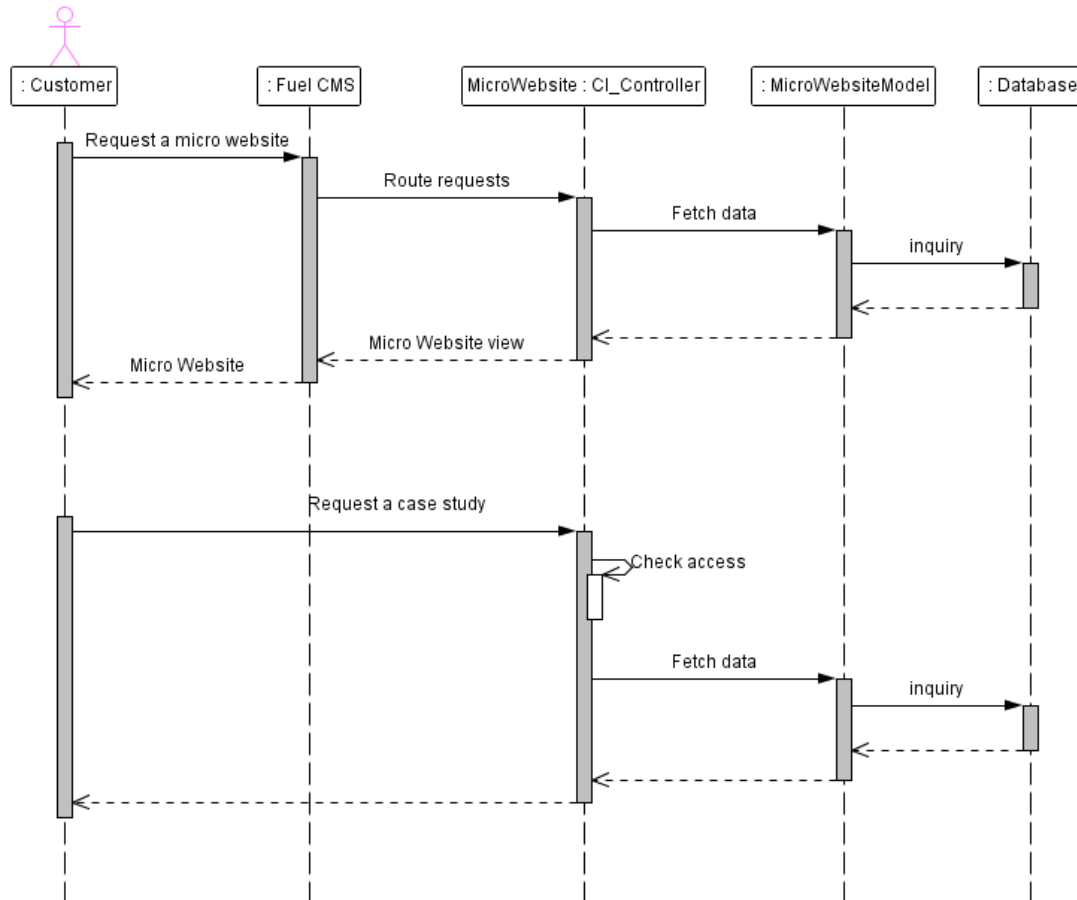 : Customer
: Fuel CMS
MicroWebsite : CI_Controller
: MicroWebsiteModel
: Database
Request a micro website
Route requests
Fetch data
inquiry
Micro Website view
Micro Website
Request a case study
Check access
Fetch data
inquiry